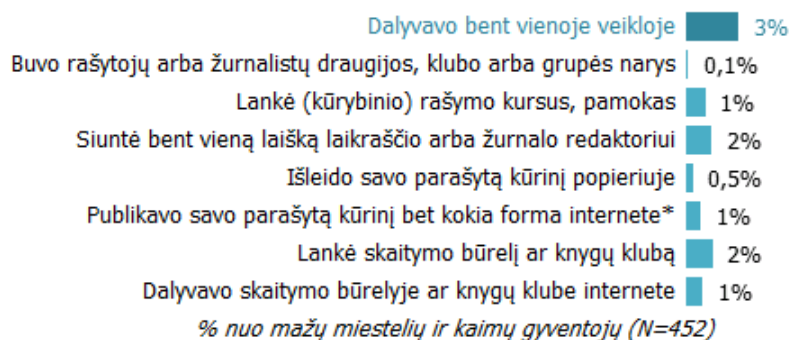 Dalyvavo bent vienoje veikloje 3%
Buvo rašytojų arba žurnalistų draugijos, klubo arba grupės narys 0,1%
Lankė (kūrybinio) rašymo kursus, pamokas 1%
Siuntė bent vieną laišką laikraščio arba žurnalo redaktoriui 2%
Išleido savo parašytą kūrinį popieriuje 0,5%
Publikavo savo parašytą kūrinį bet kokia forma internete* 1%
Lankė skaitymo būrelį ar knygų klubą 2%
Dalyvavo skaitymo būrelyje ar knygų klube internete 1%
% nuo mažų miestelių ir kaimų gyventojų (N=452)